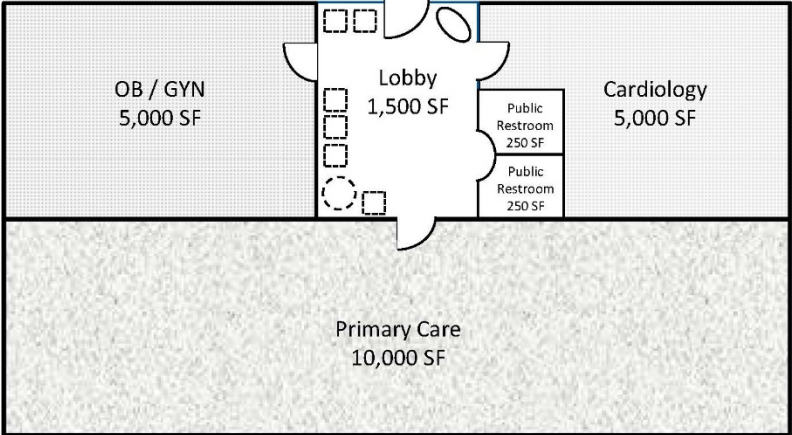 OB / GYN
5,000 SF
Lobby
1,500 SF
Public
Restroom
250 SF
Public
Restroom
250 SF
Cardiology
5,000 SF
Primary Care
10,000 SF